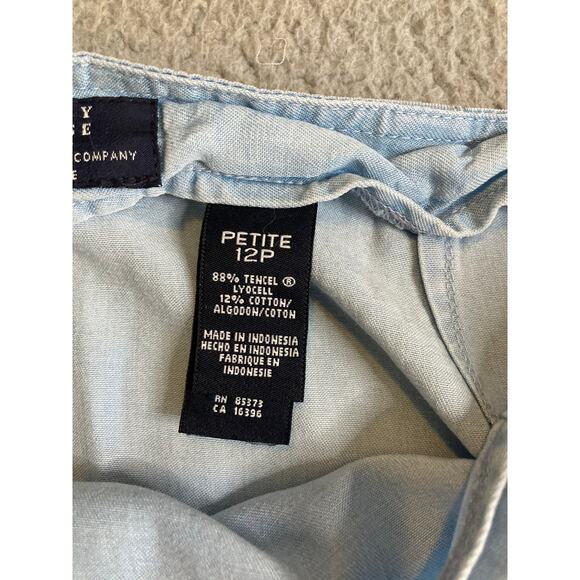 Y
E
COMPANY
E
PETITE
12P
88% TENCEL ®
LYOCELL
12% COTTON/
ALGODON/COTON
MADE IN INDONESIA
HECHO EN INDONESIA
FABRIQUE EN
INDONESIE
RN 85373
CA 16396